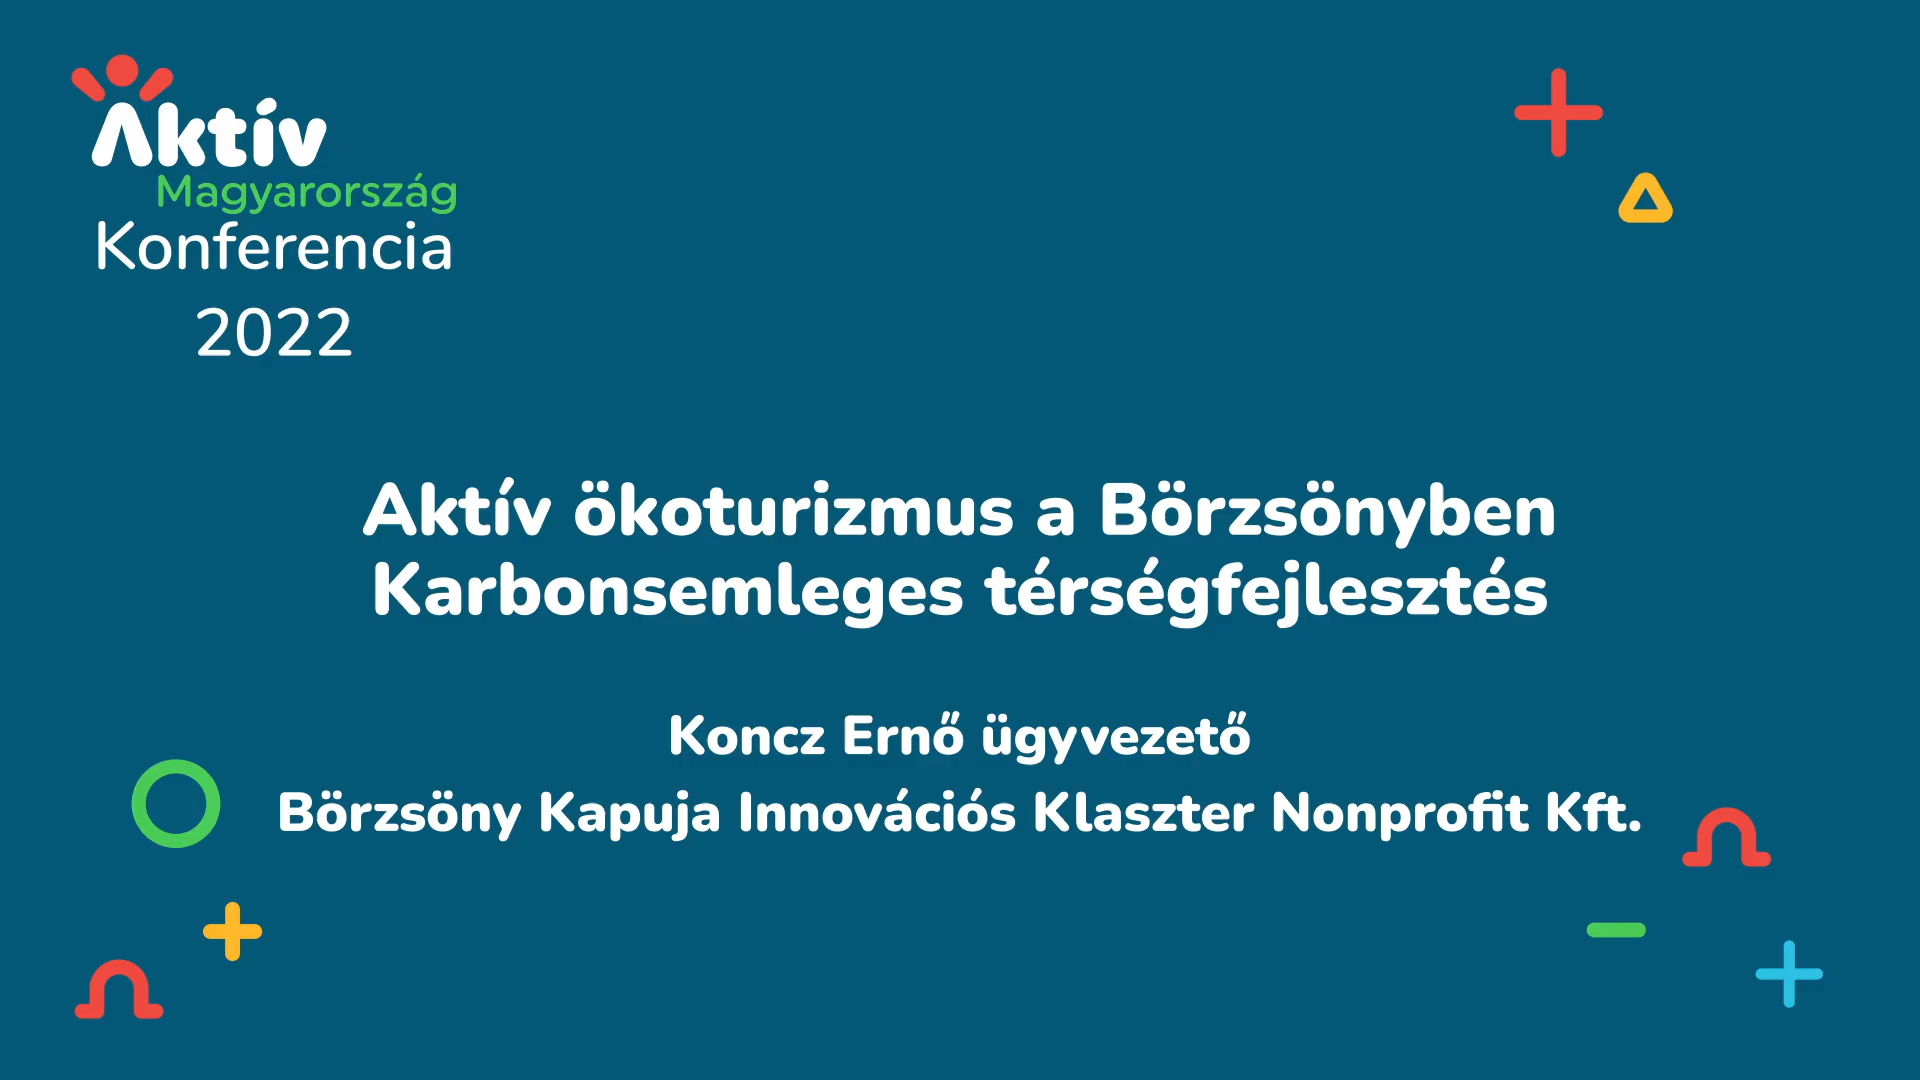 Aktív
Magyarország
Konferencia
2022
Aktív ökoturizmus a Börzsönyben
Karbonsemleges térségfejlesztés
Koncz Ernő ügyvezető
Börzsöny Kapuja Innovációs Klaszter Nonprofit Kft.